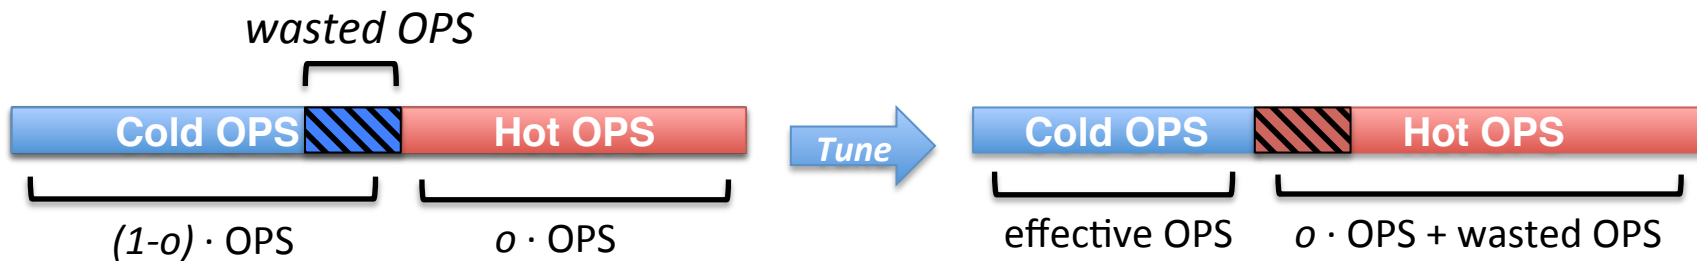 wasted OPS
Cold OPS
Hot OPS
(1-o) · OPS
o · OPS
Tune
Cold OPS
Hot OPS
effective OPS
o · OPS + wasted OPS